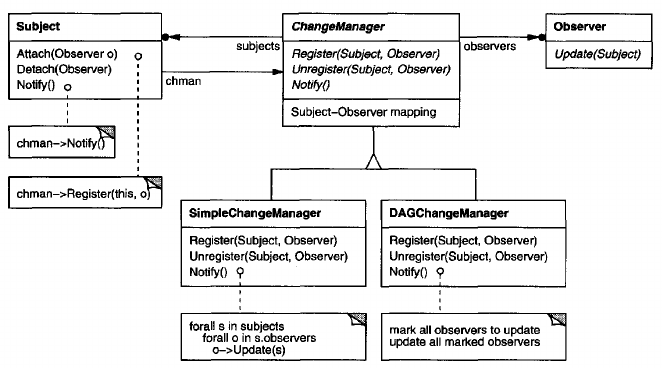 Subject
Attach(Observer o)
Detach(Observer)
Notify()
chman->Notify()
chman->Register(this, o)
subjects
chman
ChangeManager
Register(Subject, Observer)
Unregister(Subject, Observer)
Notify()
Subject-Observer mapping
observers
Observer
Update(Subject)
SimpleChangeManager
Register(Subject, Observer)
Unregister(Subject, Observer)
Notify()
forall s in subjects
forall o in s.observers
o->Update(s)
DAGChangeManager
Register(Subject, Observer)
Unregister(Subject, Observer)
Notify()
mark all observers to update
update all marked observers